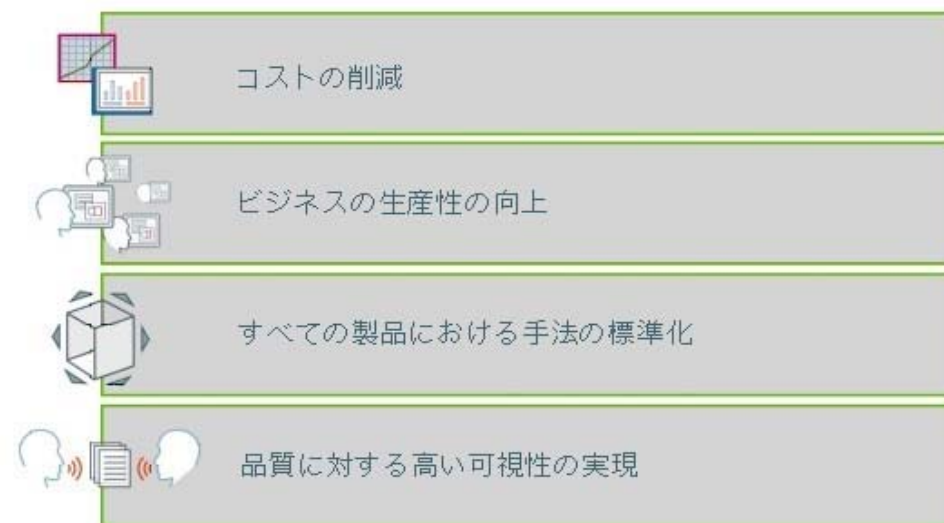 コストの削減
ビジネスの生産性の向上
すべての製品における手法の標準化
品質に対する高い可視性の実現